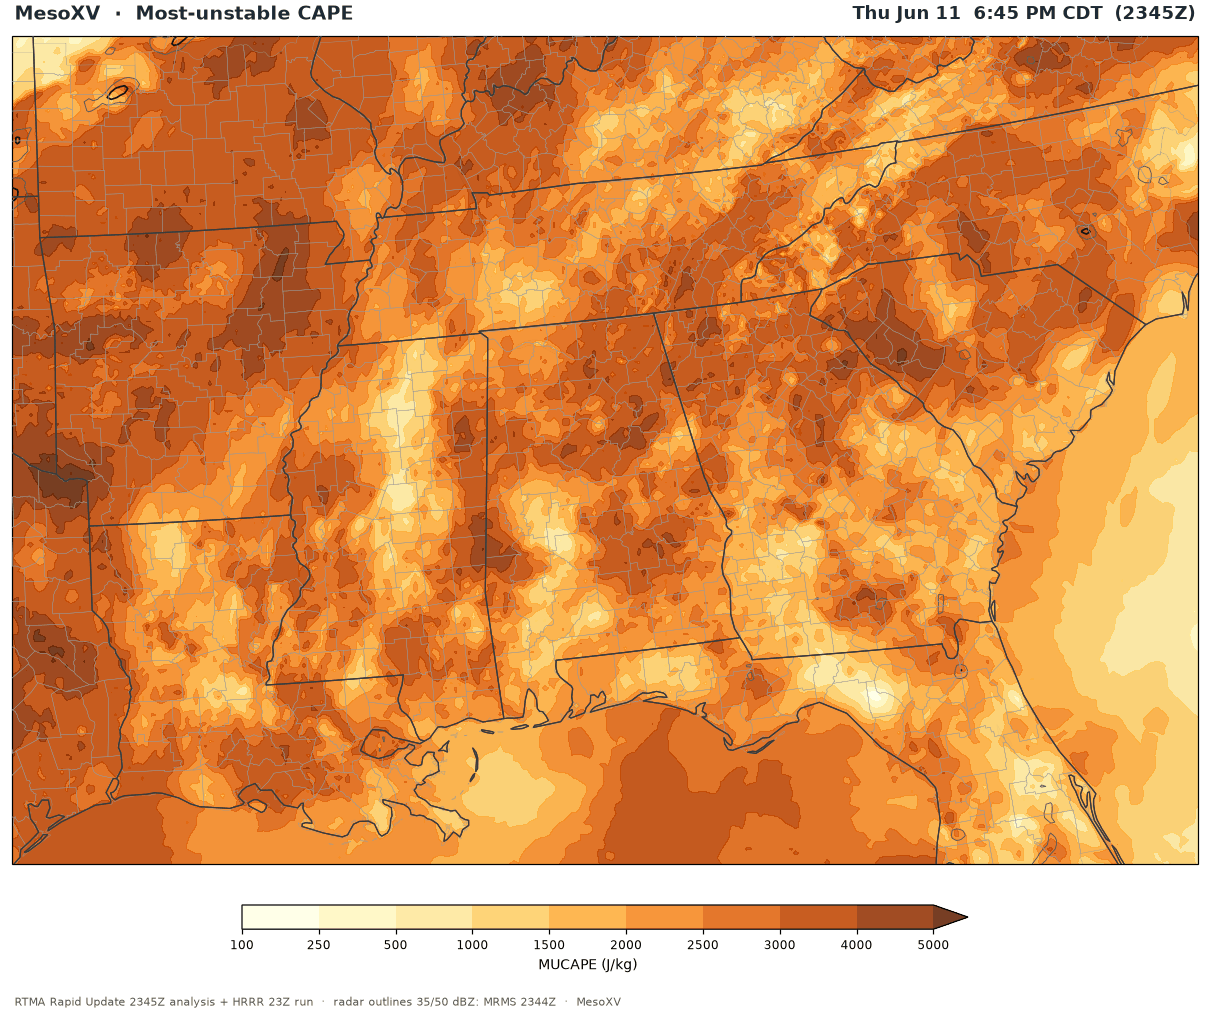 MesoXV  ·  Most-unstable CAPE
Thu Jun 11  6:45 PM CDT  (2345Z)
100 250 500 1000 1500 2000 2500 3000 4000 5000
MUCAPE (J/kg)
RTMA Rapid Update 2345Z analysis + HRRR 23Z run  ·  radar outlines 35/50 dBZ: MRMS 2344Z  ·  MesoXV